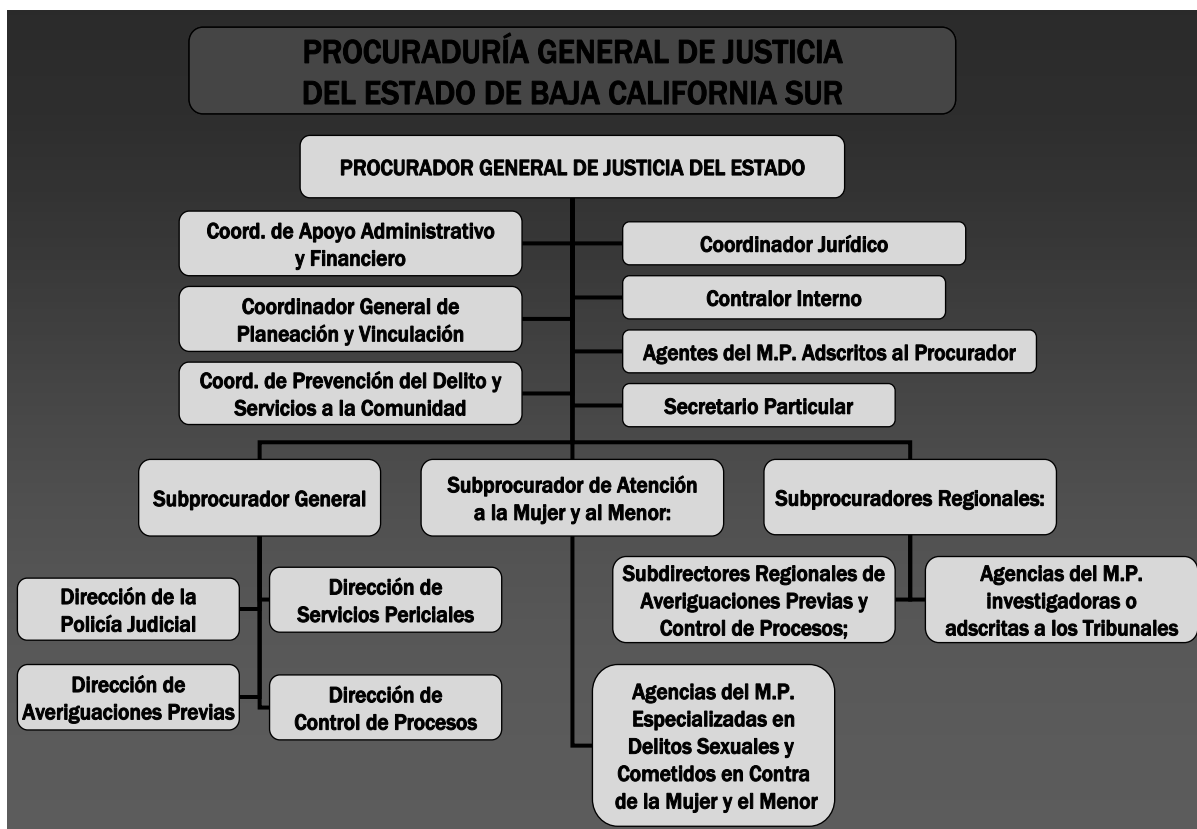 PROCURADURÍA GENERAL DE JUSTICIA
DEL ESTADO DE BAJA CALIFORNIA SUR
PROCURADOR GENERAL DE JUSTICIA DEL ESTADO
Coord. de Apoyo Administrativo
y Financiero
Coordinador Jurídico
Coordinador General de
Planeación y Vinculación
Contralor Interno
Agentes del M.P. Adscritos al Procurador
Coord. de Prevención del Delito y
Servicios a la Comunidad
Secretario Particular
Subprocurador General
Subprocurador de Atención
a la Mujer y al Menor:
Subprocuradores Regionales:
Dirección de la
Policía Judicial
Dirección de
Servicios Periciales
Subdirectores Regionales de
Averiguaciones Previas y
Control de Procesos;
Agencias del M.P.
investigadoras o
adscritas a los Tribunales
Dirección de
Averiguaciones Previas
Dirección de
Control de Procesos
Agencias del M.P.
Especializadas en
Delitos Sexuales y
Cometidos en Contra
de la Mujer y el Menor